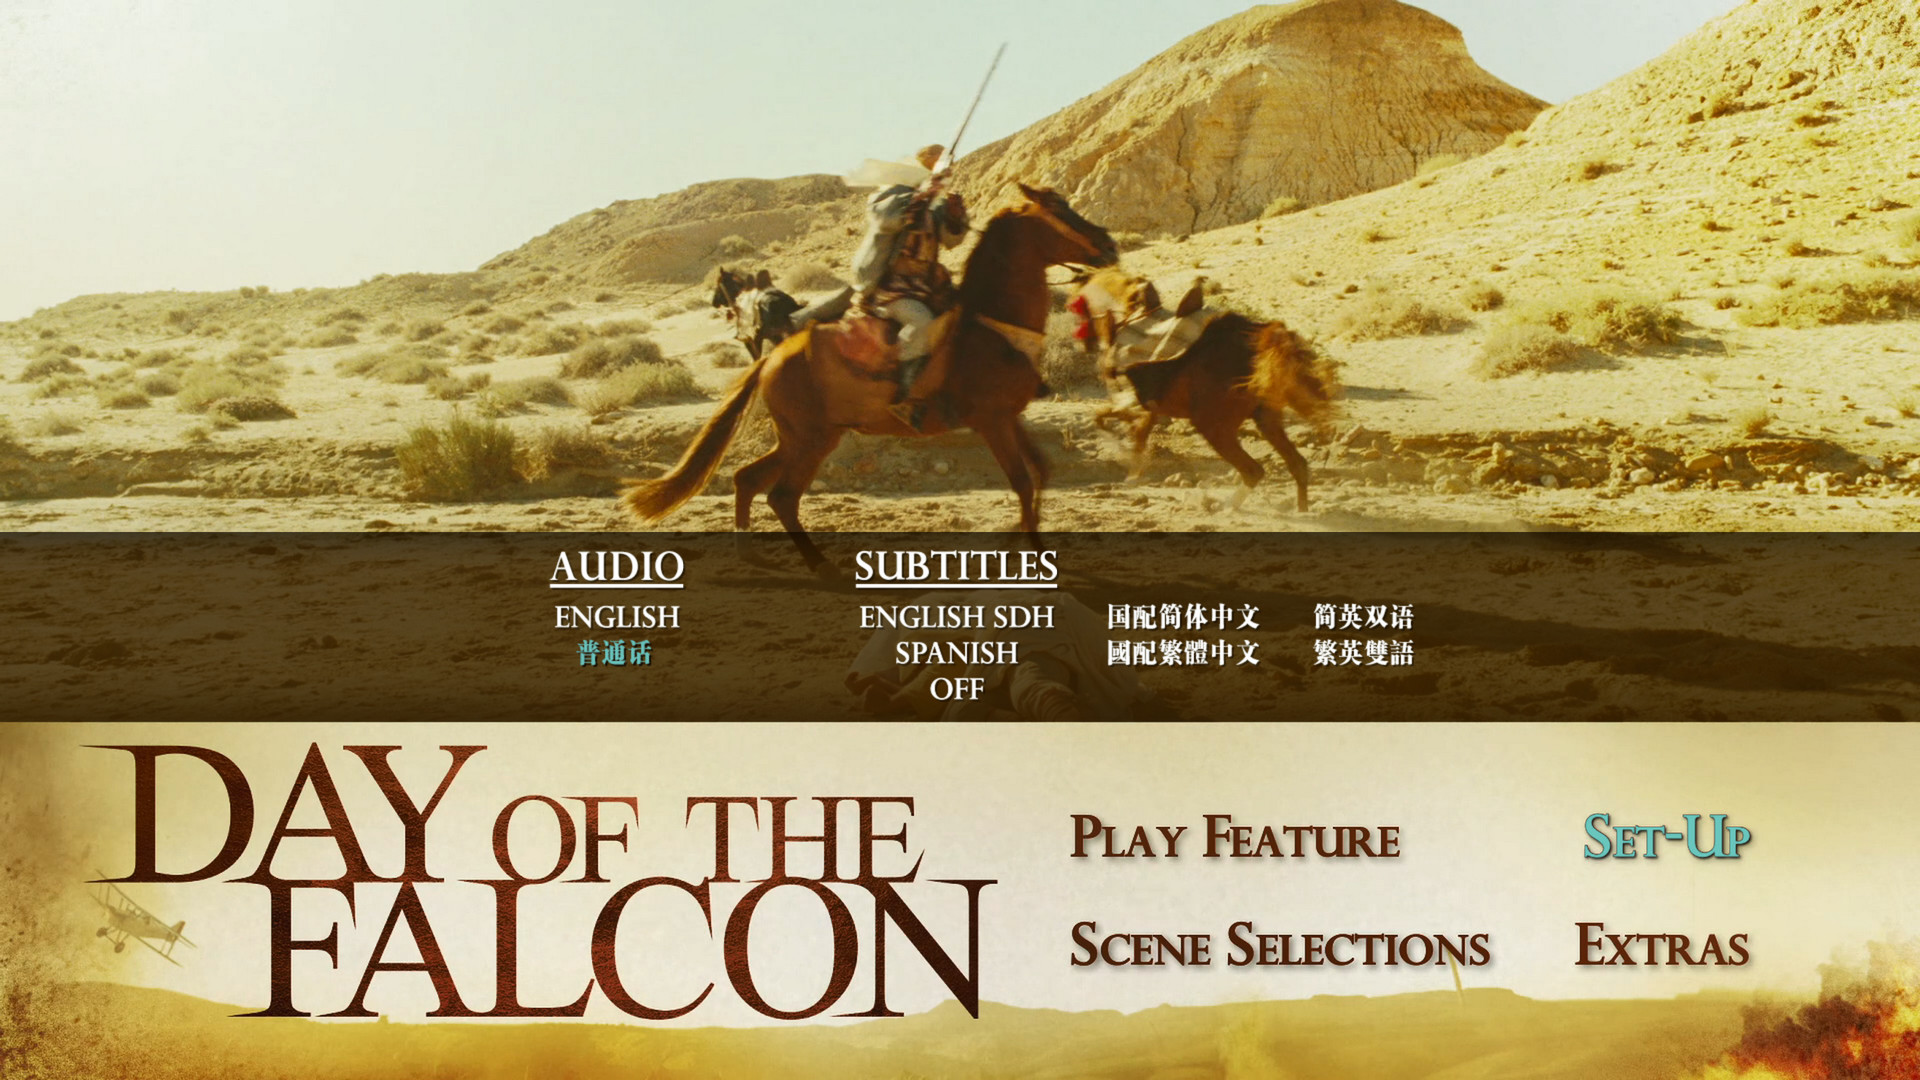 AUDIO
ENGLISH
普通话
SUBTITLES
ENGLISH SDH
SPANISH
OFF
国配简体中文
國配繁體中文
简英双语
繁英雙語
DAY OF THE
FALCON
PLAY FEATURE
SET-UP
SCENE SELECTIONS
EXTRAS